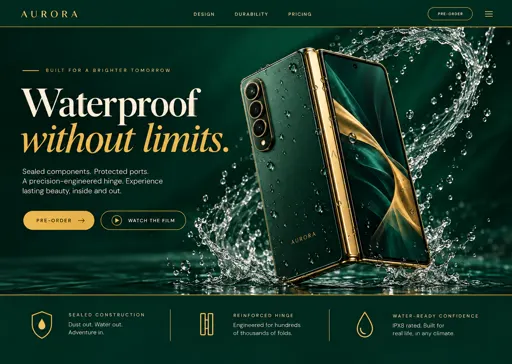 AURORA
DESIGN DURABILITY PRICING
PRE-ORDER
BUILT FOR A BRIGHTER TOMORROW
Waterproof
without limits.
Sealed components. Protected ports.
A precision-engineered hinge. Experience
lasting beauty, inside and out.
PRE-ORDER
WATCH THE FILM
AURORA
SEALED CONSTRUCTION
Dust out. Water out.
Adventure in.
REINFORCED HINGE
Engineered for hundreds
of thousands of folds.
WATER-READY CONFIDENCE
IPX8 rated. Built for
real life, in any climate.